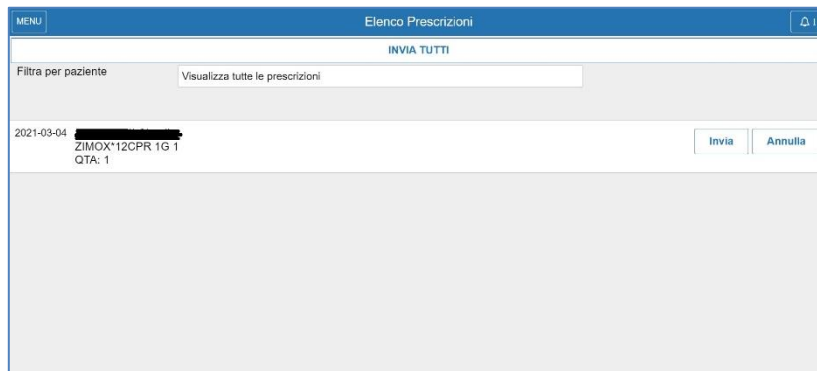 MENU
Elenco Prescrizioni
INVIA TUTTI
Filtra per paziente
Visualizza tutte le prescrizioni
2021-03-04
ZIMOX*12CPR 1G 1
QTA: 1
Invia
Annulla